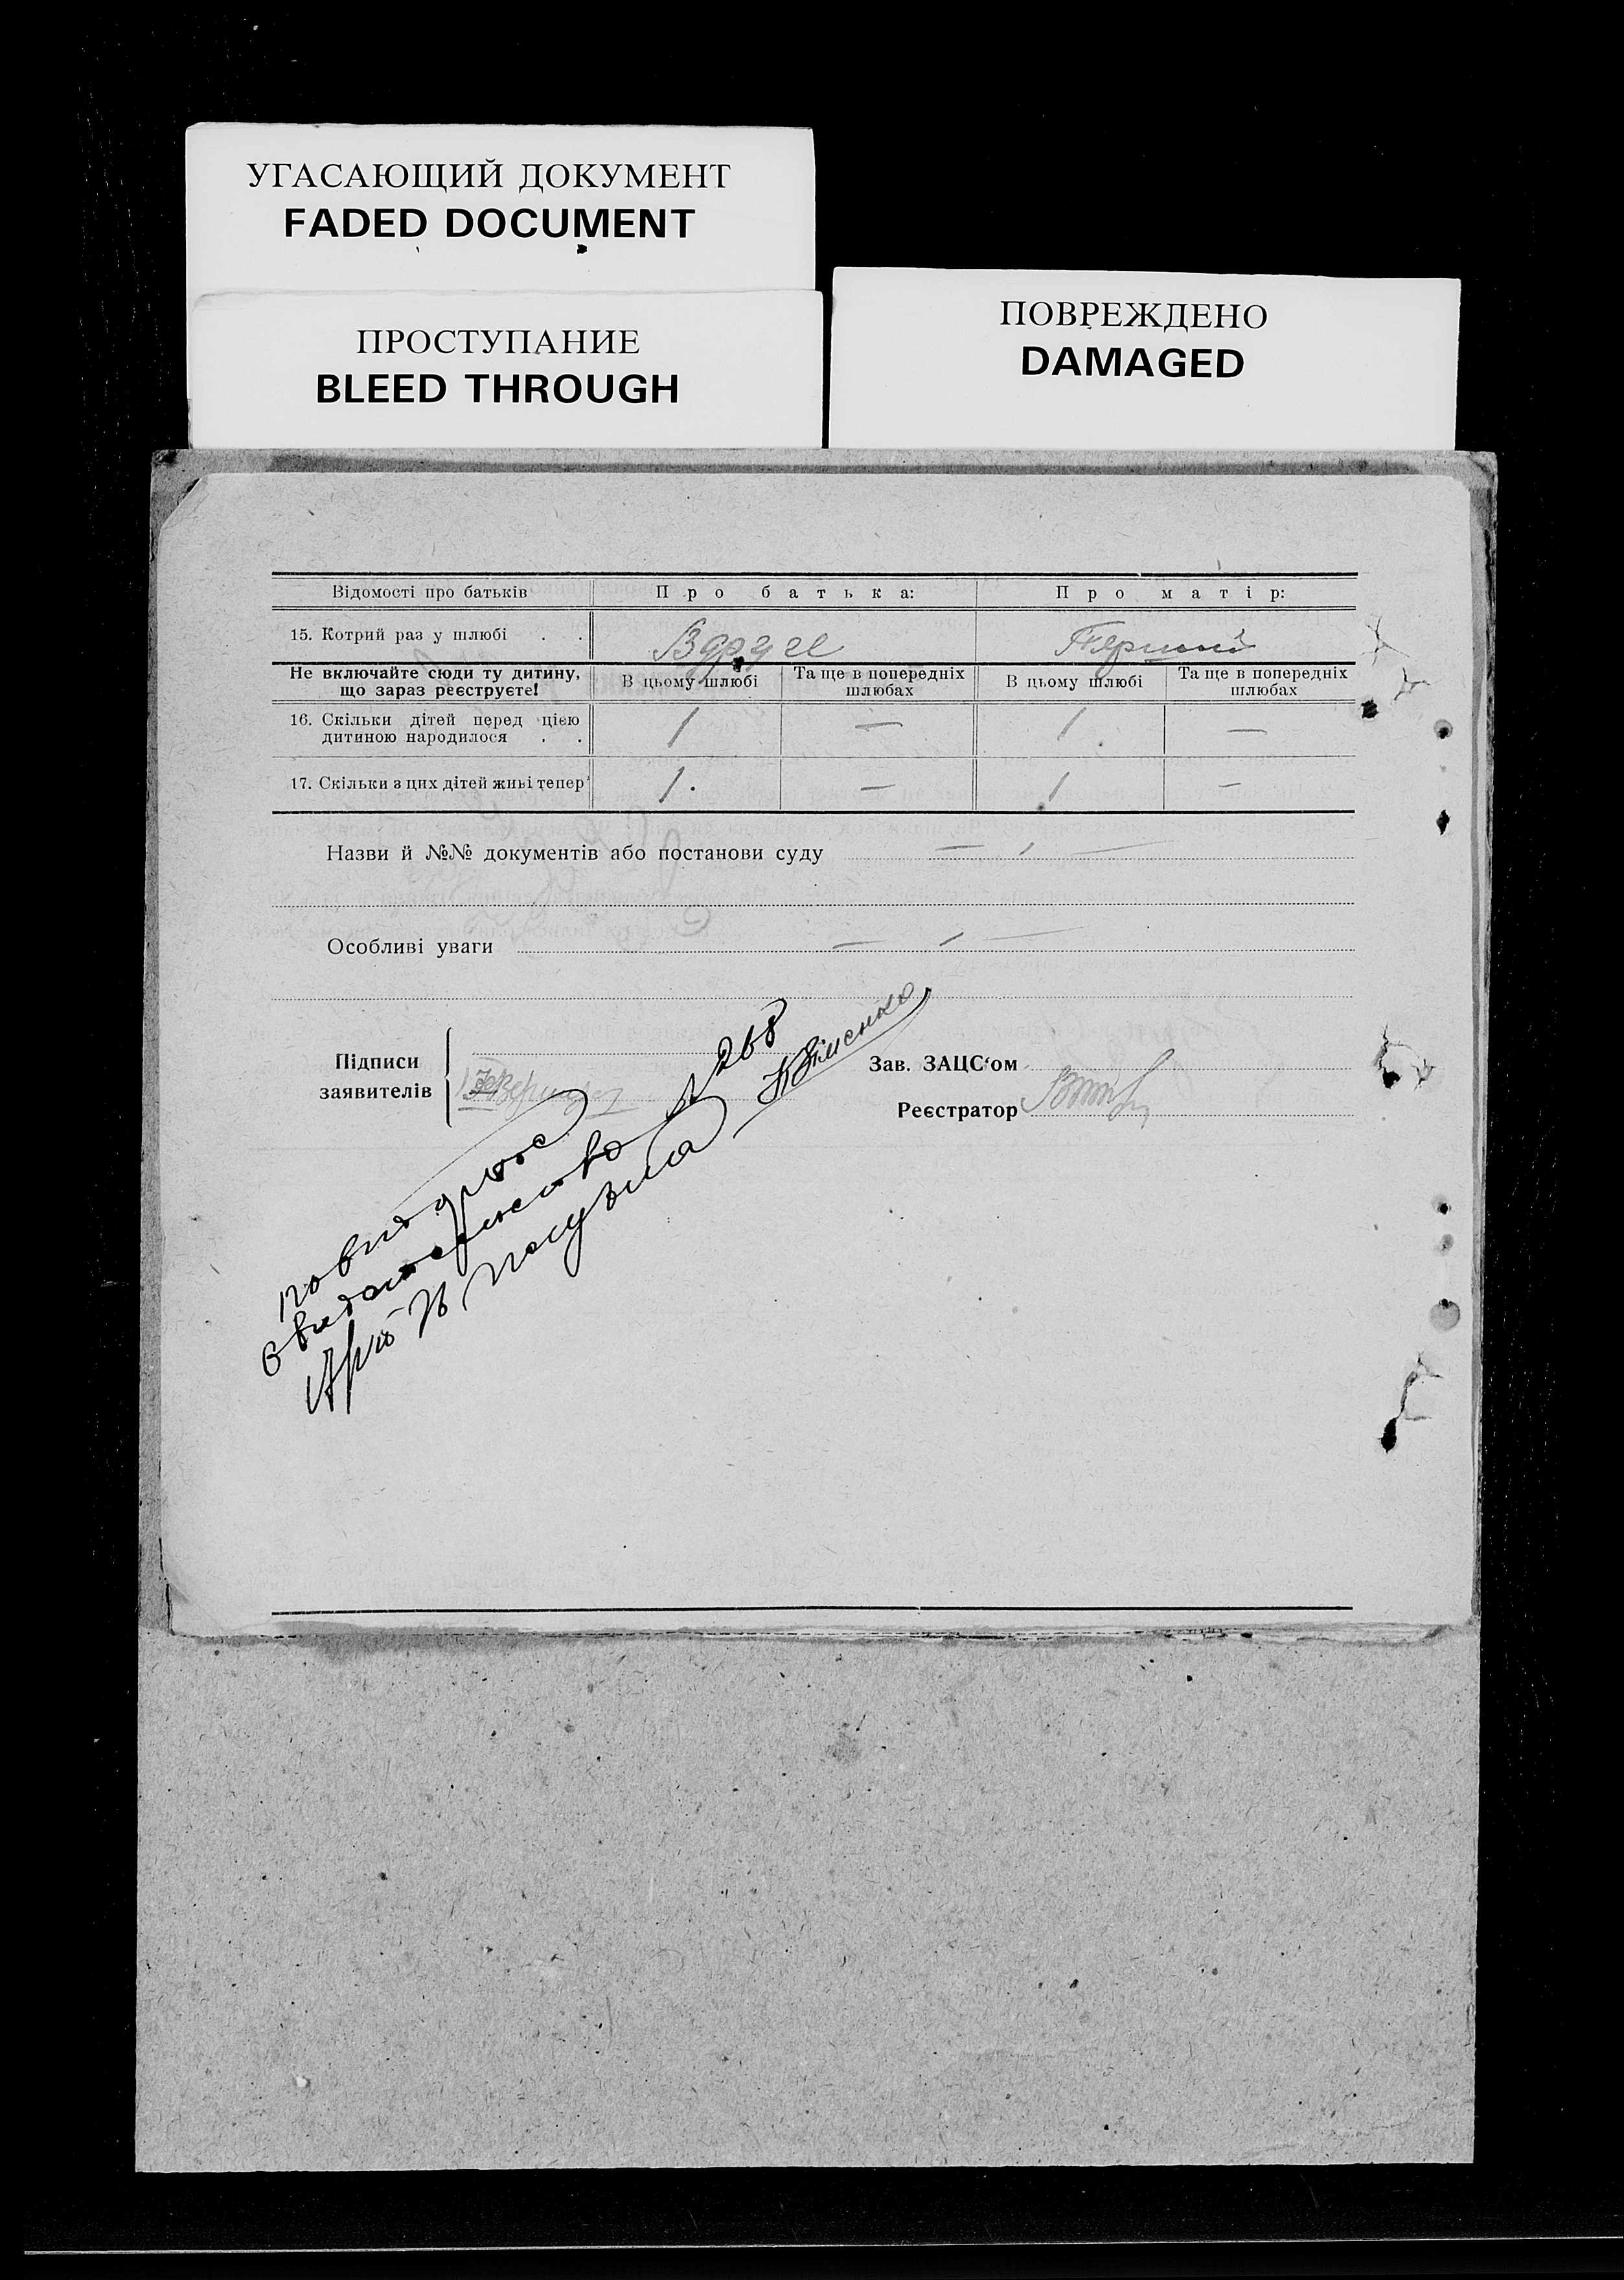 УГАСАЮЩИЙ ДОКУМЕНТ
FADED DOCUMENT
ПРОСТУПАНИЕ
BLEED THROUGH
ПОВРЕЖДЕНО
DAMAGED
Відомості про батьків Про батька: Про матір:
15. Котрий раз у шлюбі . . Вдруге Перший
Не включайте сюди ту дитину, що зараз реєструєте! В цьому шлюбі Та ще в попередніх шлюбах В цьому шлюбі Та ще в попередніх шлюбах
16. Скільки дітей перед цією дитиною народилося . . 1 — 1 —
17. Скільки з цих дітей живі тепер 1. — 1 —
Назви й №№ документів або постанови суду — , —
Особливі уваги — , —
Підписи заявителів
Зав. ЗАЦС‘ом
Реєстратор
свидетельство 268